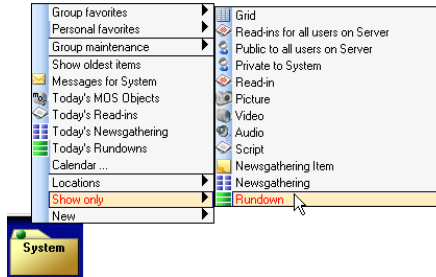 Group favorites
Personal favorites
Group maintenance
Show oldest items
Messages for System
Today's MOS Objects
Today's Read-ins
Today's Newsgathering
Today's Rundowns
Calendar ...
Locations
Show only
New
Grid
Read-ins for all users on Server
Public to all users on Server
Private to System
Read-in
Picture
Video
Audio
Script
Newsgathering Item
Newsgathering
Rundown
System